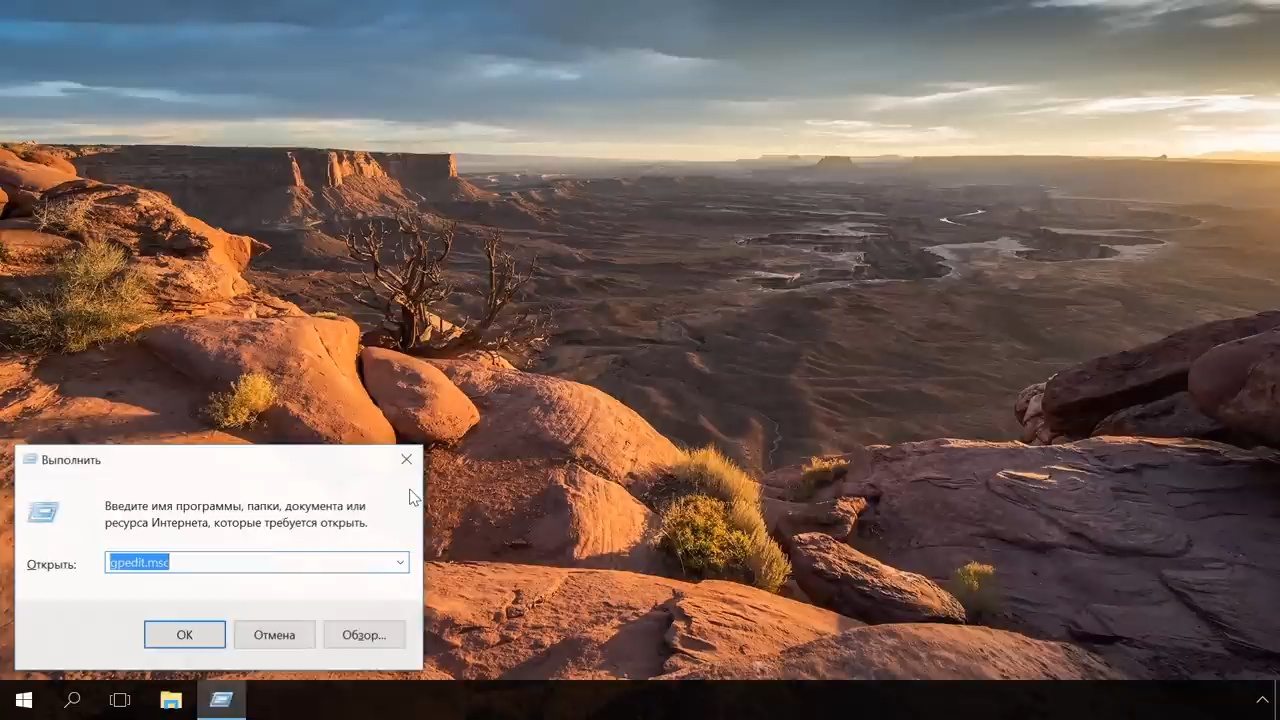 Выполнить
Введите имя программы, папки, документа или
ресурса Интернета, которые требуется открыть.
Открыть: gpedit.msc
ОК Отмена Обзор...